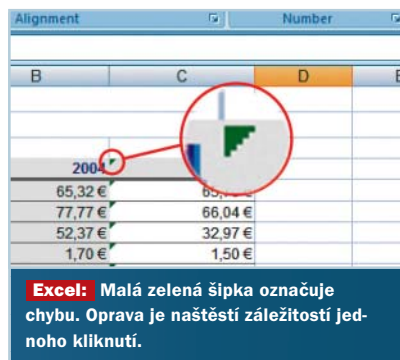 Alignment Number
B C D E
2004
65,32 €
77,77 € 66,04 €
52,37 € 32,97 €
1,70 € 1,50 €
Excel: Malá zelená šipka označuje
chybu. Oprava je naštěstí záležitostí jed-
noho kliknutí.